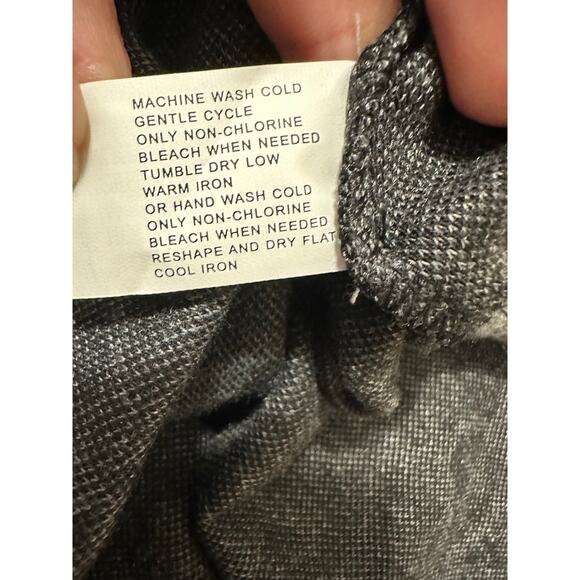 MACHINE WASH COLD
GENTLE CYCLE
ONLY NON-CHLORINE
BLEACH WHEN NEEDED
TUMBLE DRY LOW
WARM IRON
OR HAND WASH COLD
ONLY NON-CHLORINE
BLEACH WHEN NEEDED
RESHAPE AND DRY FLAT
COOL IRON